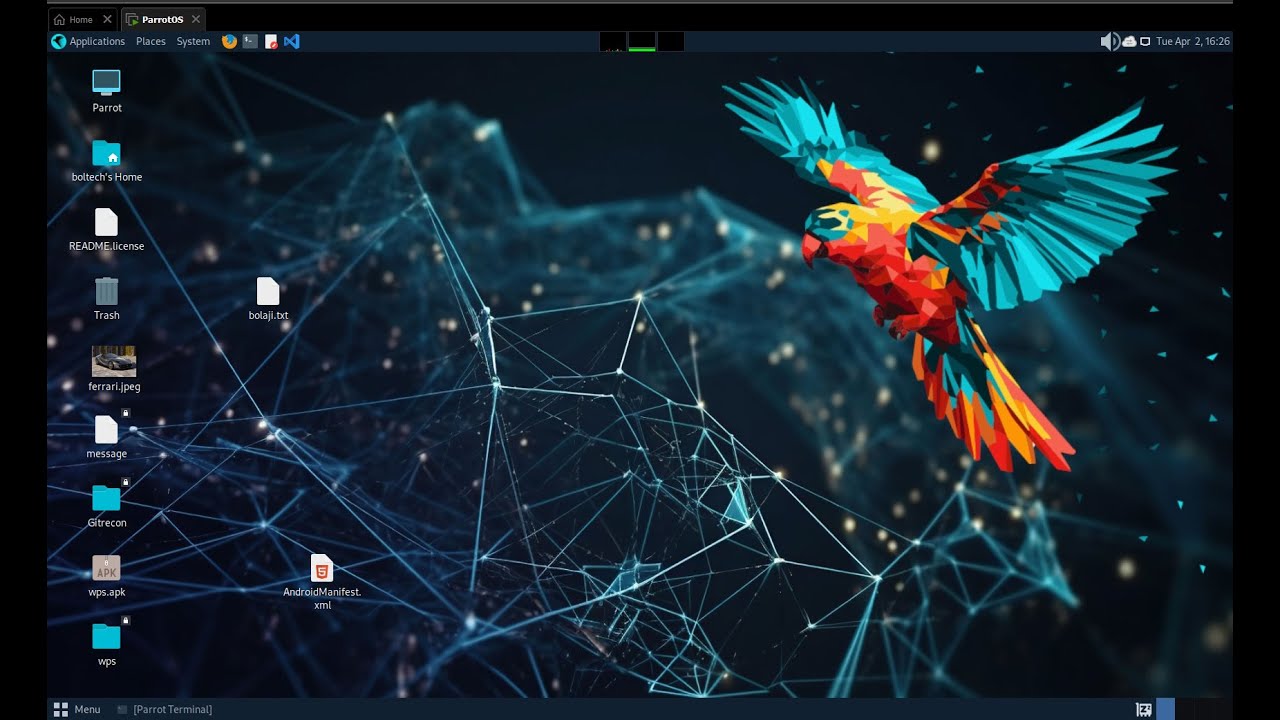 Home
ParrotOS
Applications Places System
Tue Apr 2, 16:26
Parrot
boltech's Home
README.license
Trash
bolaji.txt
ferrari.jpeg
message
Gitrecon
APK
wps.apk
5
AndroidManifest.
xml
wps
Menu
[Parrot Terminal]